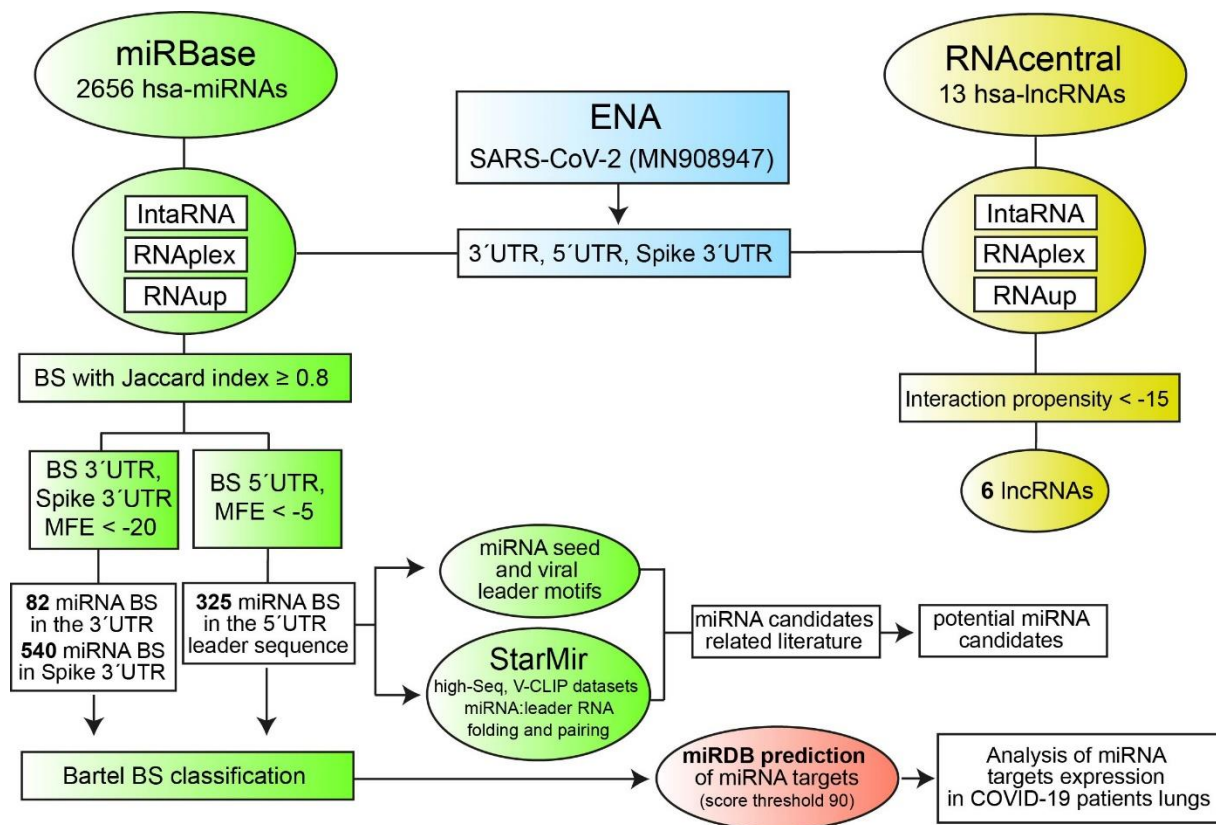 miRBase
2656 hsa-miRNAs
RNAcentral
13 hsa-lncRNAs
ENA
SARS-CoV-2 (MN908947)
IntaRNA
RNAplex
RNAup
3´UTR, 5´UTR, Spike 3´UTR
IntaRNA
RNAplex
RNAup
BS with Jaccard index ≥ 0.8
Interaction propensity < -15
BS 3´UTR,
Spike 3´UTR
MFE < -20
BS 5´UTR,
MFE < -5
6 lncRNAs
82 miRNA BS
in the 3´UTR
540 miRNA BS
in Spike 3´UTR
325 miRNA BS
in the 5´UTR
leader sequence
miRNA seed
and viral
leader motifs
StarMir
high-Seq, V-CLIP datasets
miRNA:leader RNA
folding and pairing
miRNA candidates
related literature
potential miRNA
candidates
Bartel BS classification
miRDB prediction
of miRNA targets
(score threshold 90)
Analysis of miRNA
targets expression
in COVID-19 patients lungs